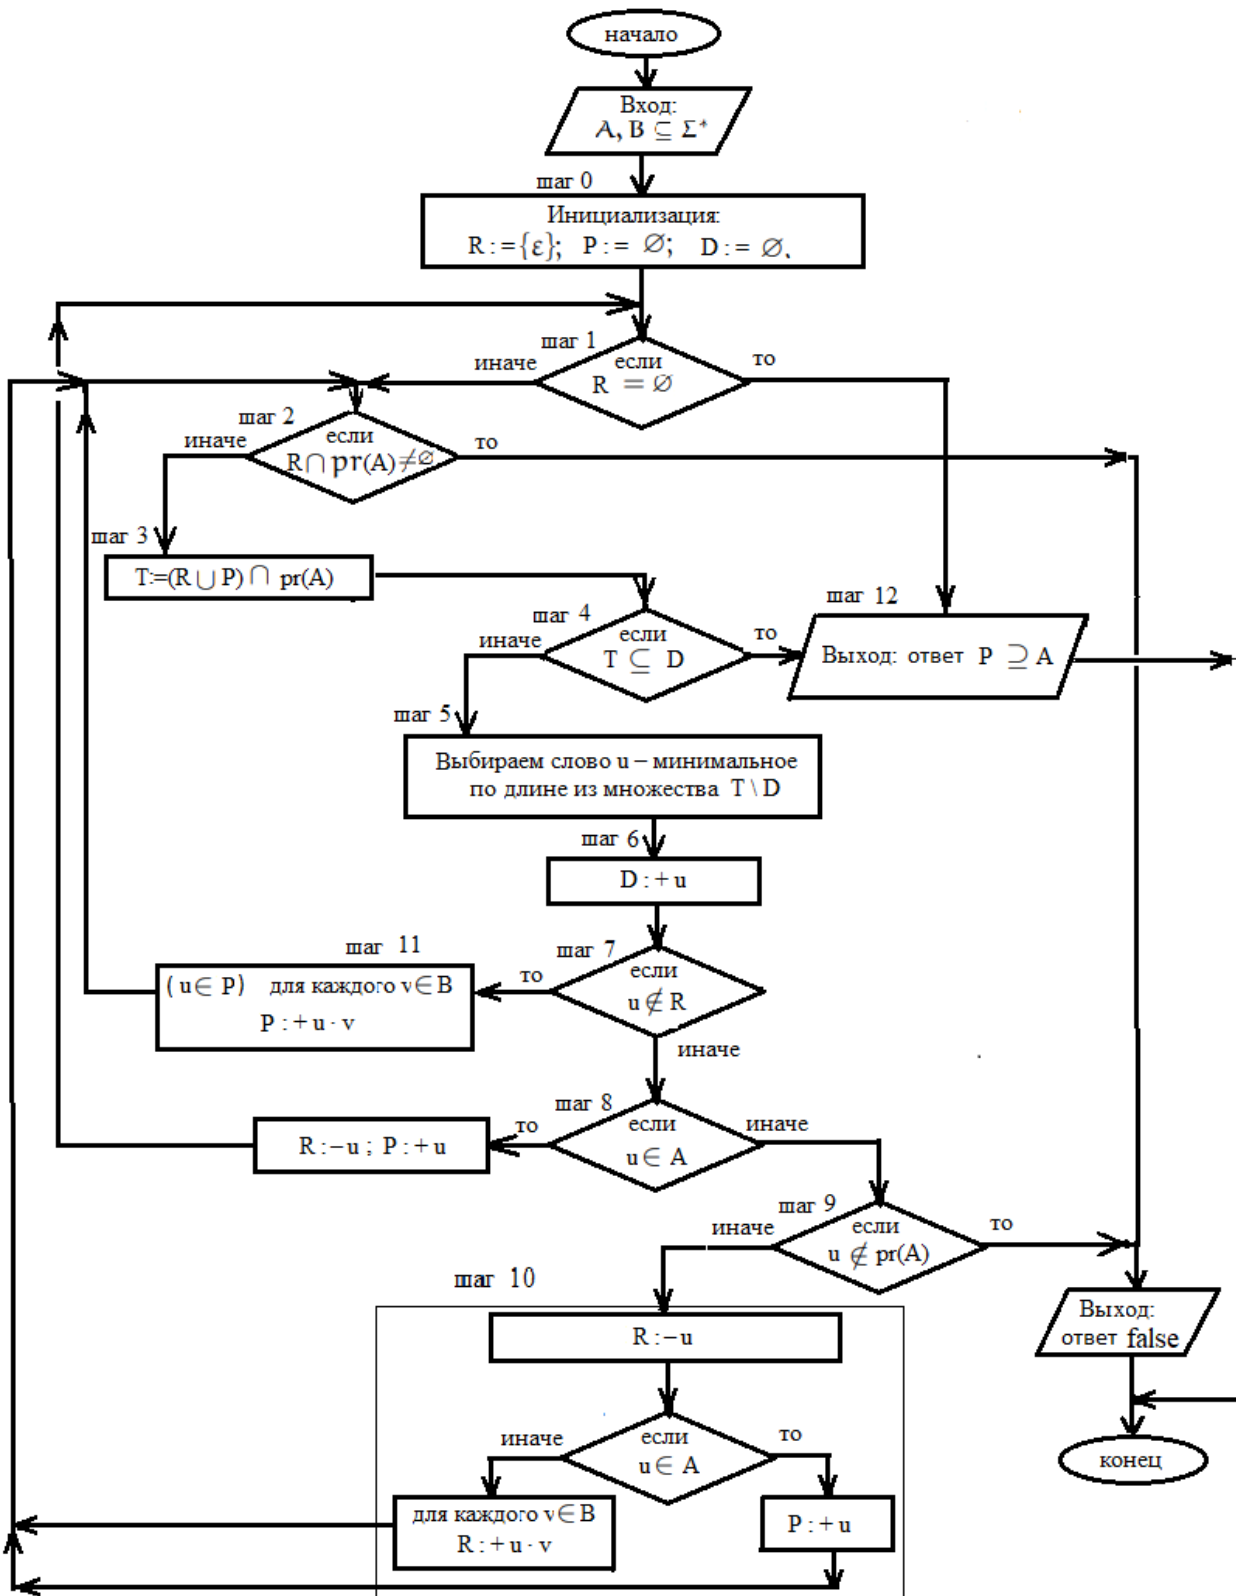 начало
Вход:
A, B ⊆ Σ*
шаг 0
Инициализация:
R : = {ε}; P : = ∅; D : = ∅.
шаг 1
иначе
если
то
R = ∅
шаг 2
иначе
если
то
R ∩ pr(A) ≠ ∅
шаг 3
T:=(R ∪ P) ∩ pr(A)
шаг 4
иначе
если
то
T ⊆ D
шаг 12
Выход: ответ P ⊇ A
шаг 5
Выбираем слово u – минимальное
по длине из множества T \ D
шаг 6
D : + u
шаг 11
шаг 7
( u ∈ P) для каждого v ∈ B
то
если
P : + u · v
u ∉ R
иначе
шаг 8
то
если
иначе
R : – u ; P : + u
u ∈ A
шаг 9
иначе
если
то
u ∉ pr(A)
шаг 10
R : – u
Выход:
ответ false
иначе
если
то
u ∈ A
конец
для каждого v ∈ B
R : + u · v
P : + u